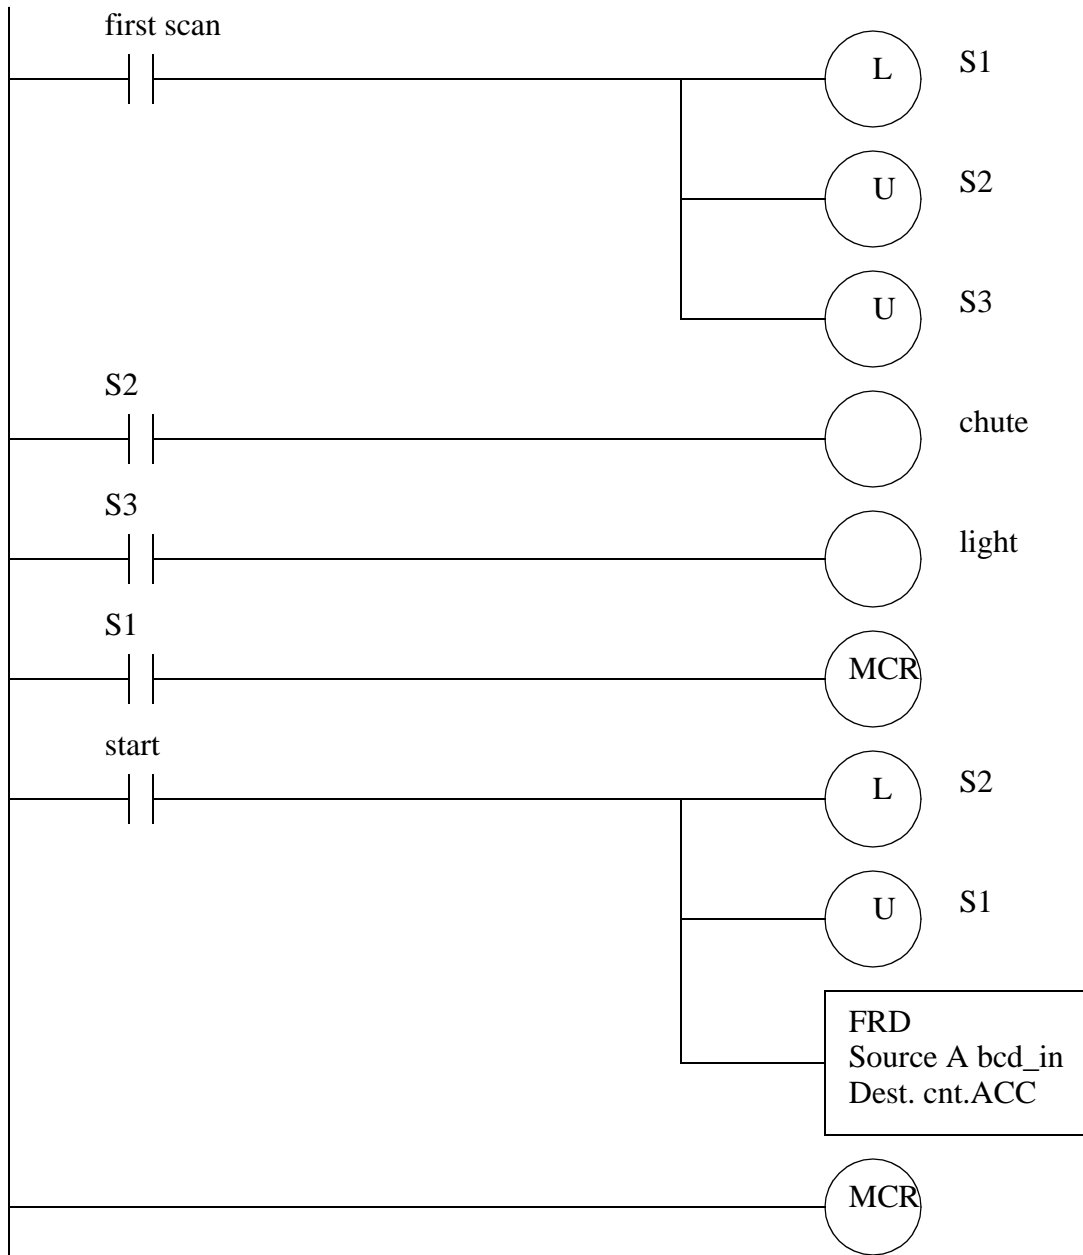 first scan
L S1
U S2
U S3
S2
chute
S3
light
S1
MCR
start
L S2
U S1
FRD
Source A bcd_in
Dest. cnt.ACC
MCR